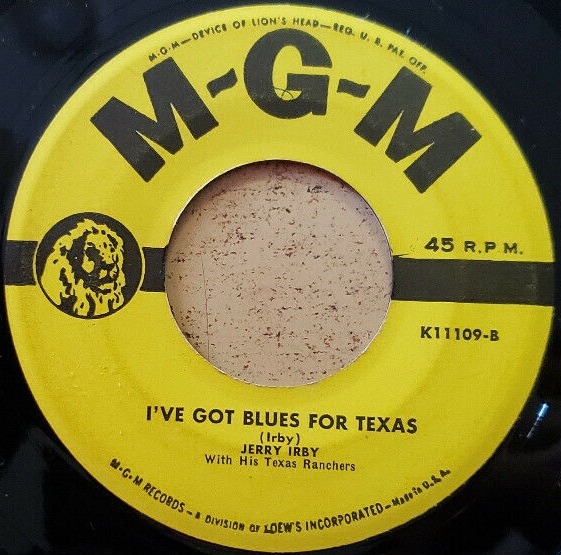 M-G-M—DEVICE OF LION'S HEAD—REG. U. S. PAT. OFF.
M-G-M
45 R.P.M.
K11109-B
I'VE GOT BLUES FOR TEXAS
(Irby)
JERRY IRBY
With His Texas Ranchers
M-G-M RECORDS — A DIVISION OF LOEW'S INCORPORATED — Made in U.S.A.